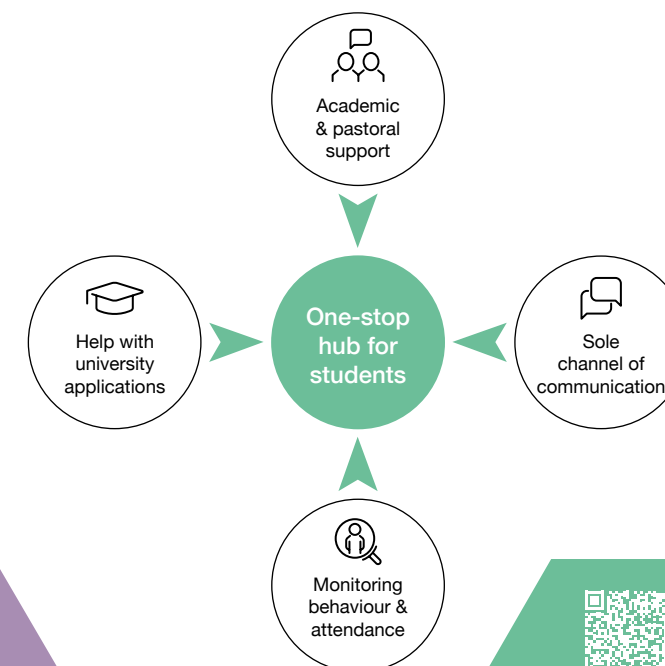 Academic
& pastoral
support
Help with
university
applications
One-stop
hub for
students
Sole
channel of
communication
Monitoring
behaviour &
attendance